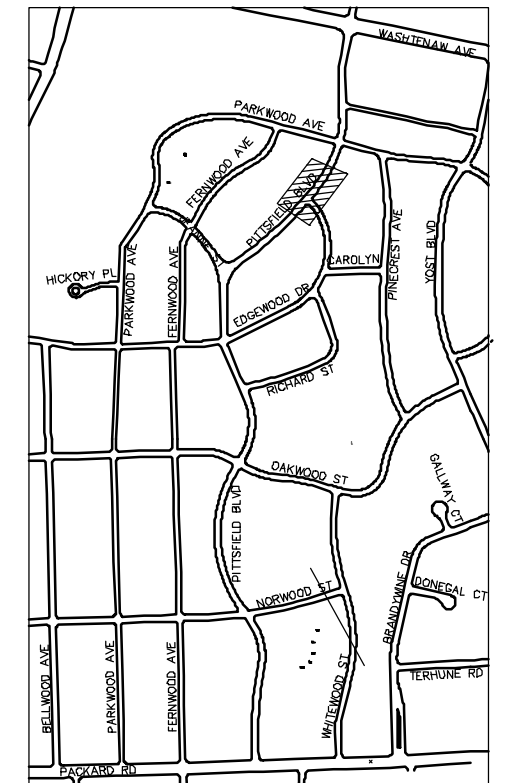 WASHTENAW AVE
PARKWOOD AVE
FERNWOOD AVE
PITTSFIELD BLVD
PINECREST AVE
YOST BLVD
CAROLYN
HICKORY PL
PARKWOOD AVE
FERNWOOD AVE
EDGEWOOD DR
RICHARD ST
OAKWOOD ST
GALLWAY CT
PITTSFIELD BLVD
BRANDYWINE DR
DONEGAL CT
NORWOOD ST
WHITEWOOD ST
TERHUNE RD
BELLWOOD AVE
PARKWOOD AVE
FERNWOOD AVE
PACKARD RD